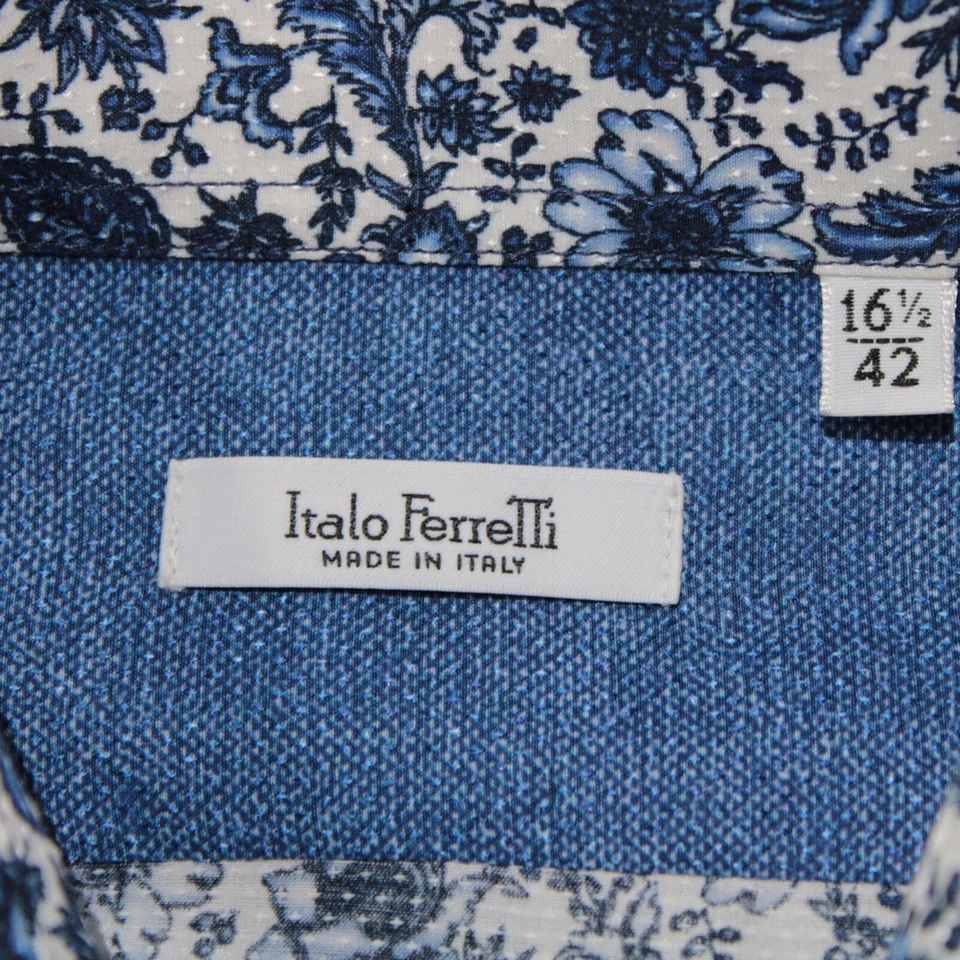 16½
42
Italo Ferretti
MADE IN ITALY